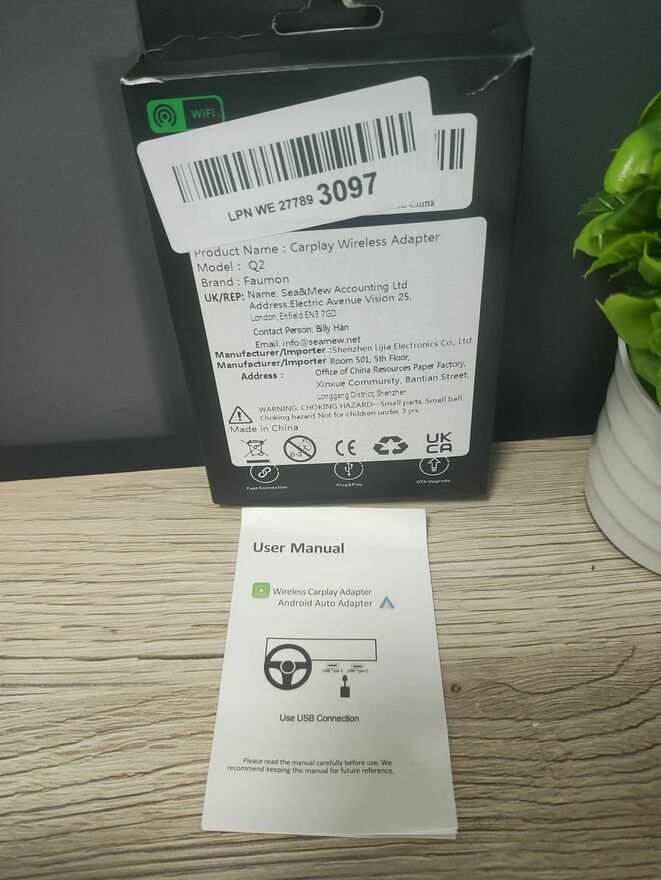 WiFi
LPN WE 27789 3097
China
Product Name : Carplay Wireless Adapter
Model : Q2
Brand : Faumon
UK/REP: Name: Sea&Mew Accounting Ltd
Address:Electric Avenue Vision 25,
London, Enfield EN3 7GD
Contact Person: Billy Han
Email: info@seamew.net
Manufacturer/Importer :Shenzhen Lijia Electronics Co., Ltd.
Manufacturer/Importer Room 501, 5th Floor,
Address : Office of China Resources Paper Factory,
Xinxue Community, Bantian Street,
Longgang District, Shenzhen
WARNING: CHOKING HAZARD—Small parts. Small ball.
Choking hazard Not for children under 3 yrs
Made in China
0-3
CE
UK
CA
Fast Connection
Plug&Play
OTA Upgrade
User Manual
Wireless Carplay Adapter
Android Auto Adapter
USB Type-A USB Type-C
Use USB Connection
Please read the manual carefully before use. We
recommend keeping this manual for future reference.